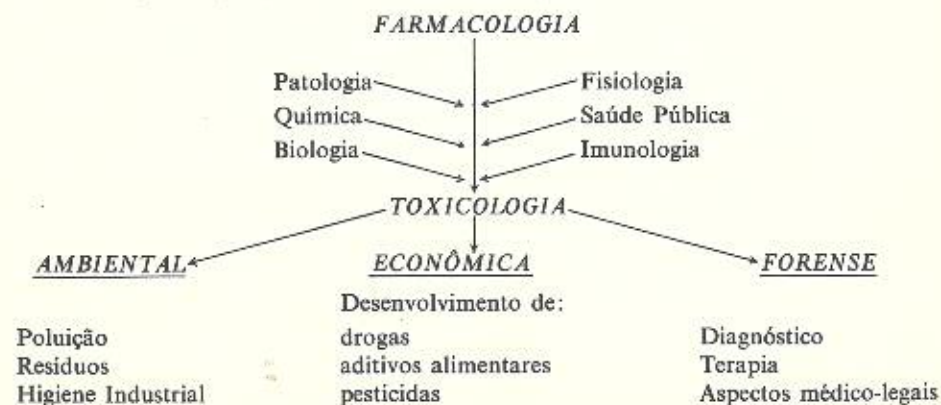 FARMACOLOGIA
Patologia Fisiologia
Química Saúde Pública
Biologia Imunologia
TOXICOLOGIA
AMBIENTAL ECONÔMICA FORENSE
Desenvolvimento de:
Poluição drogas Diagnóstico
Resíduos aditivos alimentares Terapia
Higiene Industrial pesticidas Aspectos médico-legais